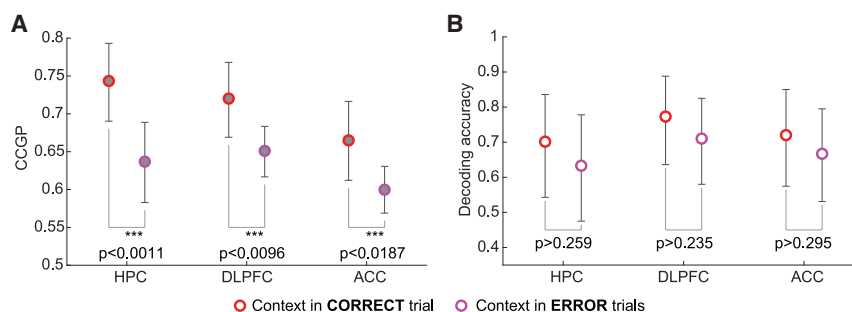 A
B
0.8
0.75
0.7
0.65
0.6
0.55
0.5
CCGP
*** *** ***
p<0.0011 p<0.0096 p<0.0187
HPC DLPFC ACC
1
0.9
0.8
0.7
0.6
0.5
0.4
Decoding accuracy
p>0.259 p>0.235 p>0.295
HPC DLPFC ACC
Context in CORRECT trial Context in ERROR trials